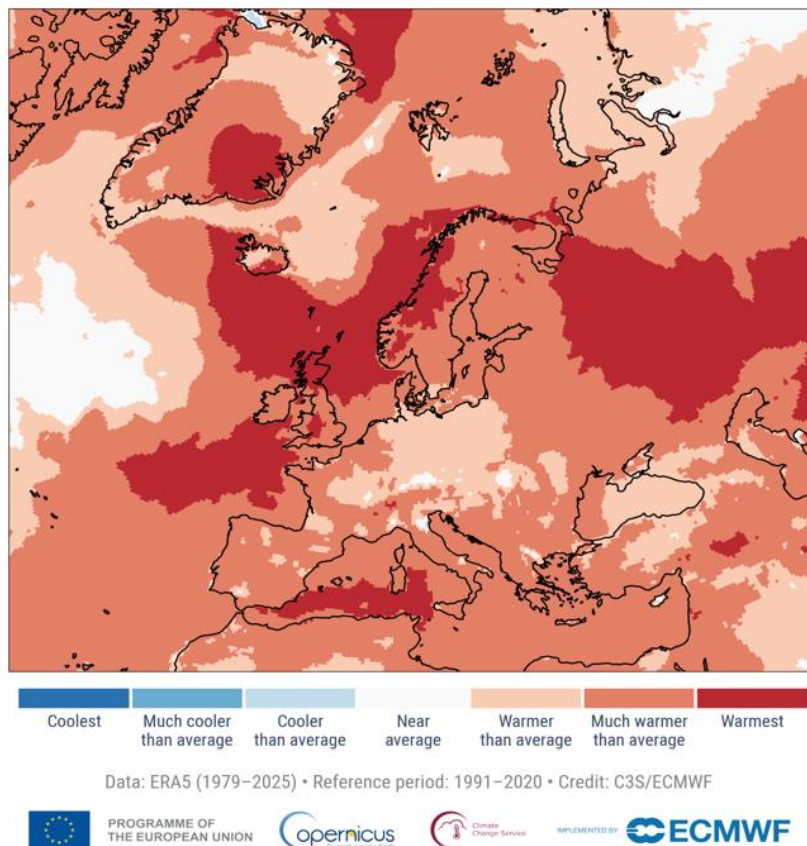 Coolest
Much cooler
than average
Cooler
than average
Near
average
Warmer
than average
Much warmer
than average
Warmest
Data: ERA5 (1979–2025) • Reference period: 1991–2020 • Credit: C3S/ECMWF
PROGRAMME OF
THE EUROPEAN UNION
opernicus
Climate
Change Service
IMPLEMENTED BY
ECMWF